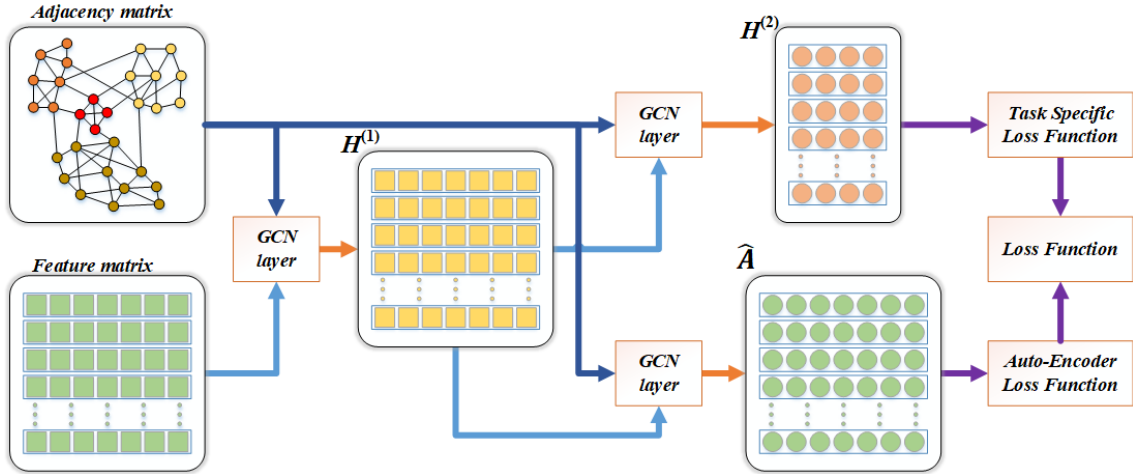 Adjacency matrix
H(2)
GCN
layer
Task Specific
Loss Function
H(1)
GCN
layer
Loss Function
Feature matrix
Â
GCN
layer
Auto-Encoder
Loss Function